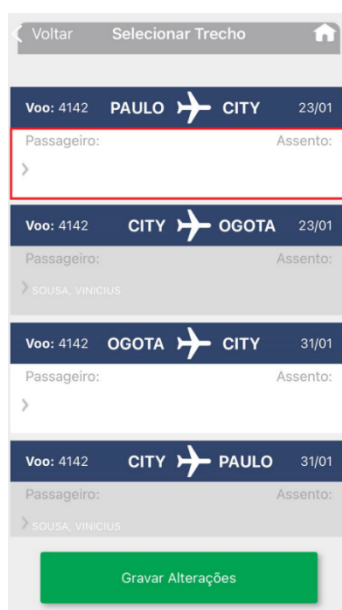 Voltar Selecionar Trecho
Voo: 4142 PAULO CITY 23/01
Passageiro: Assento:
Voo: 4142 CITY OGOTA 23/01
Passageiro: Assento:
SOUSA, VINICIUS
Voo: 4142 OGOTA CITY 31/01
Passageiro: Assento:
Voo: 4142 CITY PAULO 31/01
Passageiro: Assento:
SOUSA, VINICIUS
Gravar Alterações